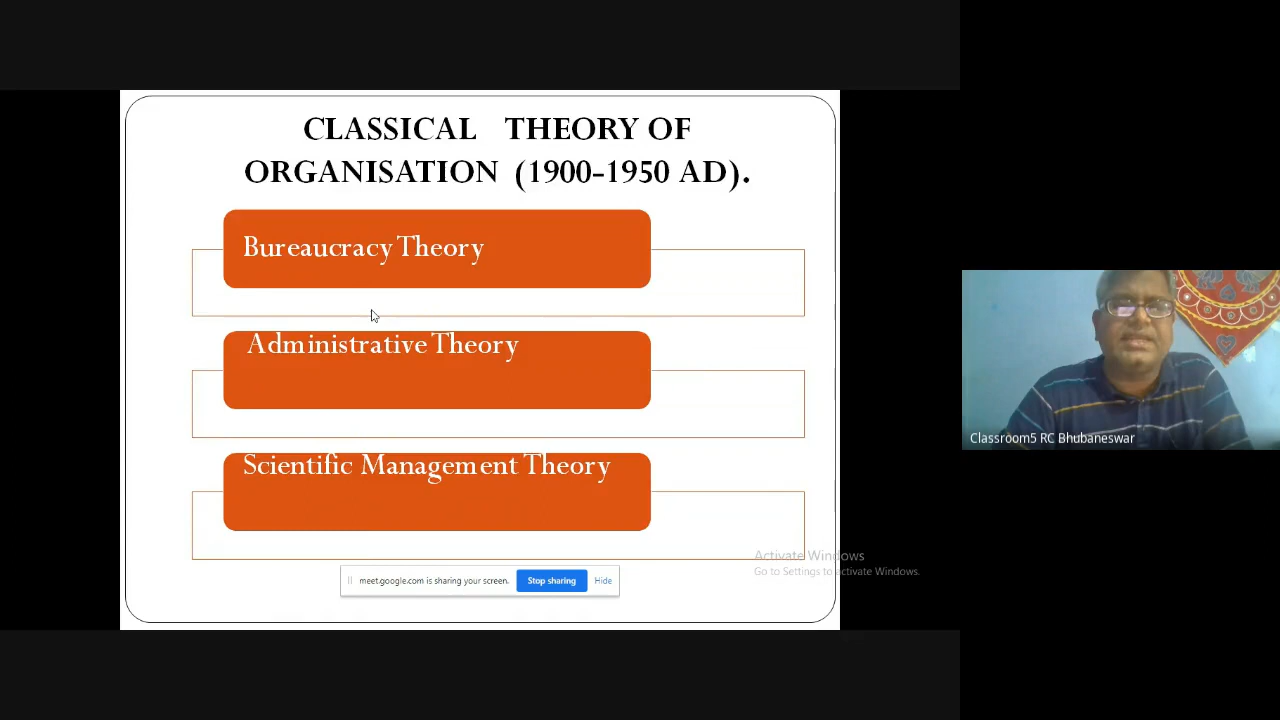 CLASSICAL THEORY OF
ORGANISATION (1900-1950 AD).
Bureaucracy Theory
Administrative Theory
Scientific Management Theory
Classroom5 RC Bhubaneswar
Activate Windows
Go to Settings to activate Windows.
meet.google.com is sharing your screen. Stop sharing Hide